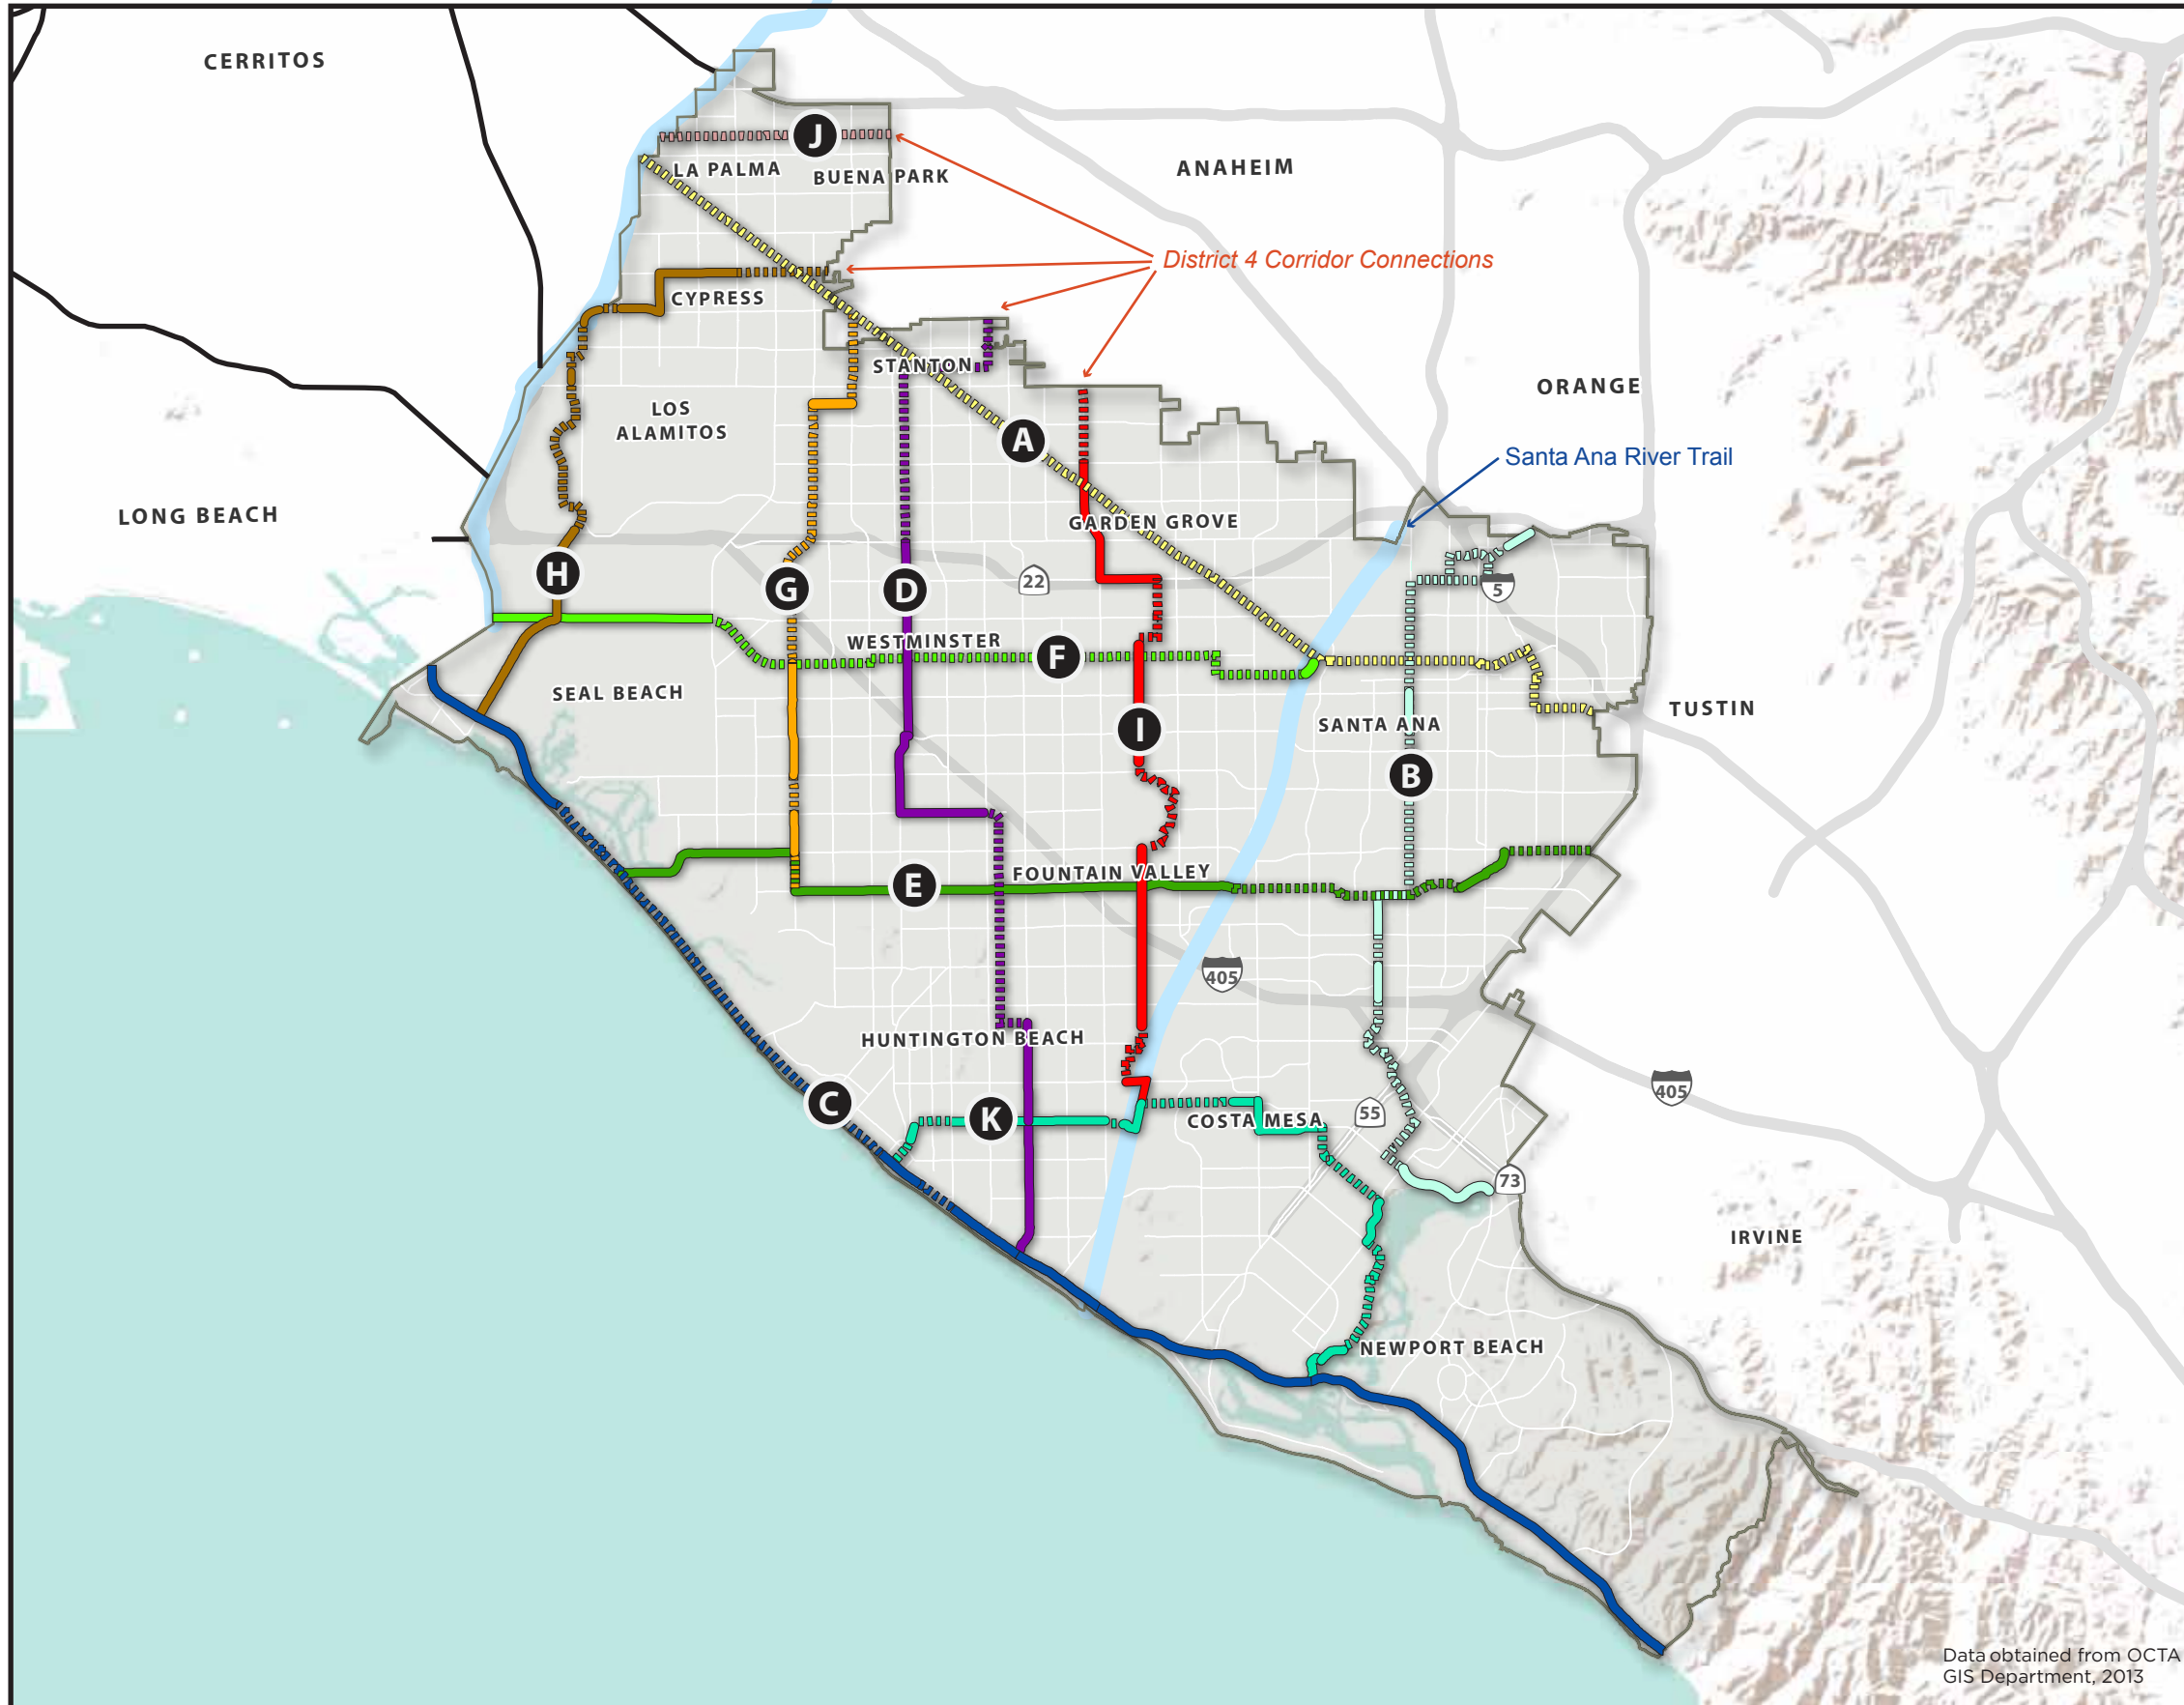 CERRITOS
J
LA PALMA
BUENA PARK
ANAHEIM
District 4 Corridor Connections
CYPRESS
STANTON
ORANGE
LOS
ALAMITOS
A
Santa Ana River Trail
LONG BEACH
GARDEN GROVE
H
G
D
22
5
WESTMINSTER
F
SEAL BEACH
SANTA ANA
TUSTIN
I
B
FOUNTAIN VALLEY
E
405
HUNTINGTON BEACH
405
C
K
COSTA MESA
55
73
IRVINE
NEWPORT BEACH
Data obtained from OCTA
GIS Department, 2013